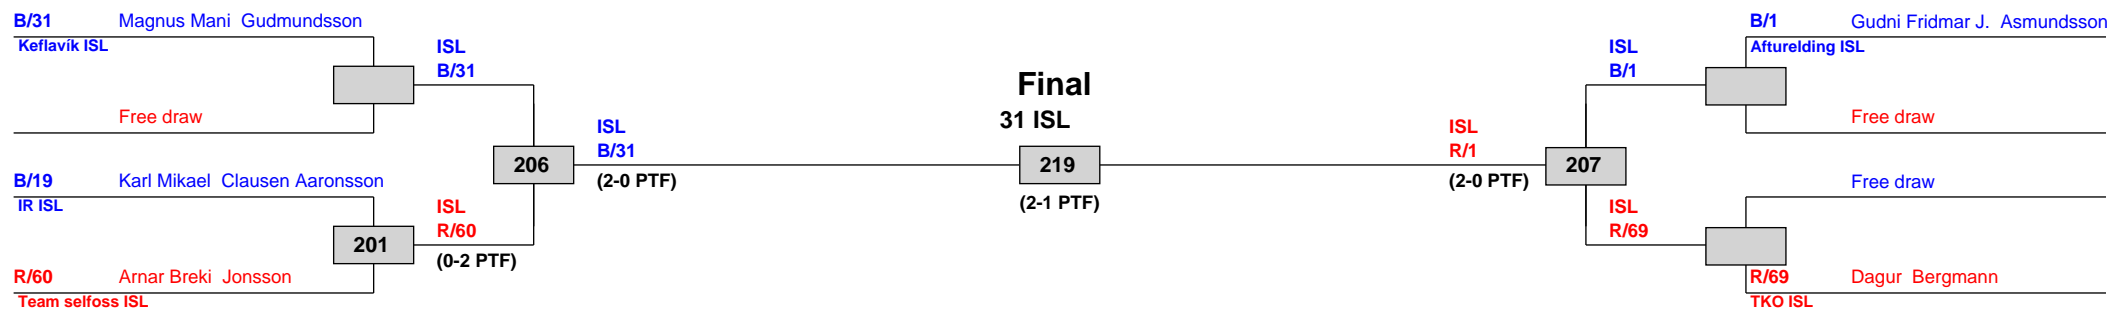 B/31 Magnus Mani Gudmundsson
Keflavík ISL
ISL
B/31
Free draw
B/19 Karl Mikael Clausen Aaronsson
IR ISL
201
ISL
R/60
(0-2 PTF)
R/60 Arnar Breki Jonsson
Team selfoss ISL
206
ISL
B/31
(2-0 PTF)
Final
31 ISL
219
(2-1 PTF)
ISL
R/1
(2-0 PTF)
207
ISL
B/1
B/1 Gudni Fridmar J. Asmundsson
Afturelding ISL
Free draw
Free draw
ISL
R/69
R/69 Dagur Bergmann
TKO ISL